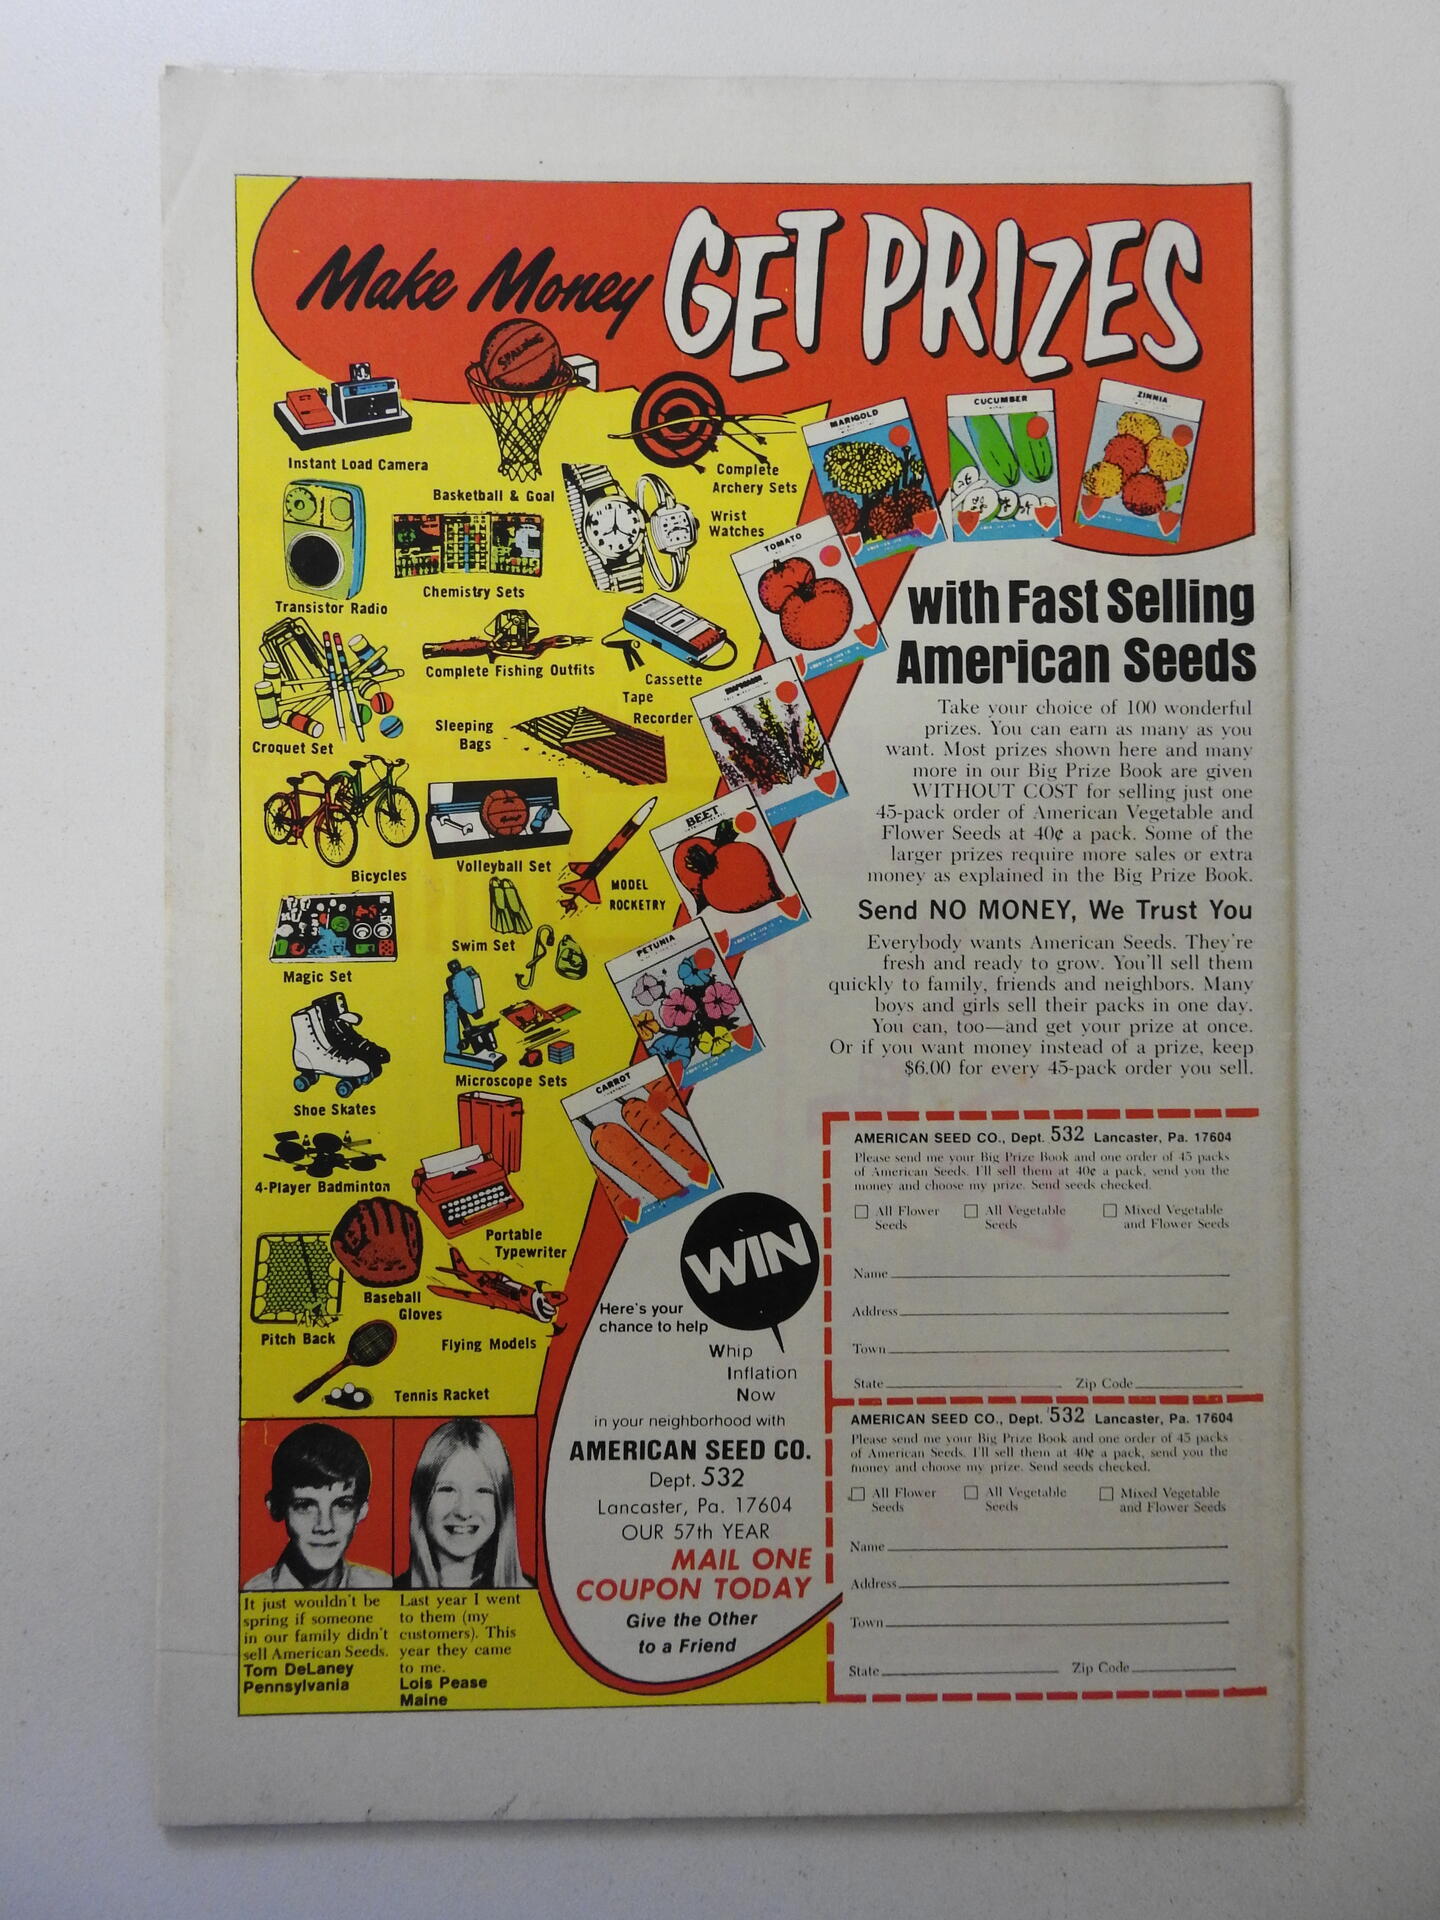 Make Money GET PRIZES
SPALDING
Instant Load Camera
Basketball & Goal
Complete
Archery Sets
Wrist
Watches
Transistor Radio
Chemistry Sets
Complete Fishing Outfits
Cassette
Tape
Recorder
Croquet Set
Sleeping
Bags
Bicycles
Volleyball Set
MODEL
ROCKETRY
Magic Set
Swim Set
Shoe Skates
Microscope Sets
4-Player Badminton
Portable
Typewriter
Baseball
Gloves
Pitch Back
Flying Models
Tennis Racket
MARIGOLD
CUCUMBER
ZINNIA
TOMATO
BEET
PETUNIA
CARROT
with Fast Selling
American Seeds
Take your choice of 100 wonderful
prizes. You can earn as many as you
want. Most prizes shown here and many
more in our Big Prize Book are given
WITHOUT COST for selling just one
45-pack order of American Vegetable and
Flower Seeds at 40¢ a pack. Some of the
larger prizes require more sales or extra
money as explained in the Big Prize Book.
Send NO MONEY, We Trust You
Everybody wants American Seeds. They're
fresh and ready to grow. You'll sell them
quickly to family, friends and neighbors. Many
boys and girls sell their packs in one day.
You can, too—and get your prize at once.
Or if you want money instead of a prize, keep
$6.00 for every 45-pack order you sell.
WIN
Here's your
chance to help
Whip
Inflation
Now
in your neighborhood with
AMERICAN SEED CO.
Dept. 532
Lancaster, Pa. 17604
OUR 57th YEAR
MAIL ONE
COUPON TODAY
Give the Other
to a Friend
It just wouldn't be
spring if someone
in our family didn't
sell American Seeds.
Tom DeLaney
Pennsylvania
Last year I went
to them (my
customers). This
year they came
to me.
Lois Pease
Maine
AMERICAN SEED CO., Dept. 532 Lancaster, Pa. 17604
Please send me your Big Prize Book and one order of 45 packs
of American Seeds. I'll sell them at 40¢ a pack, send you the
money and choose my prize. Send seeds checked.
All Flower
Seeds
All Vegetable
Seeds
Mixed Vegetable
and Flower Seeds
Name
Address
Town
State Zip Code
AMERICAN SEED CO., Dept. 532 Lancaster, Pa. 17604
Please send me your Big Prize Book and one order of 45 packs
of American Seeds. I'll sell them at 40¢ a pack, send you the
money and choose my prize. Send seeds checked.
All Flower
Seeds
All Vegetable
Seeds
Mixed Vegetable
and Flower Seeds
Name
Address
Town
State Zip Code